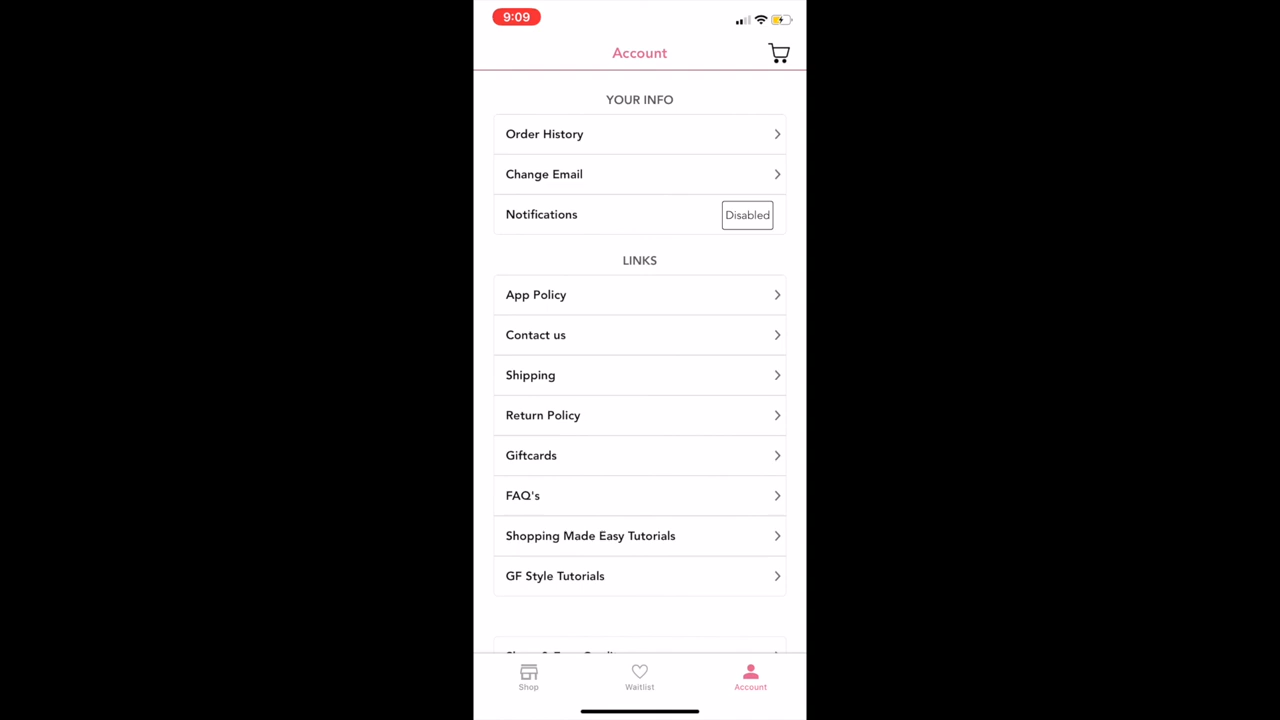 9:09
Account
YOUR INFO
Order History
Change Email
Notifications
Disabled
LINKS
App Policy
Contact us
Shipping
Return Policy
Giftcards
FAQ's
Shopping Made Easy Tutorials
GF Style Tutorials
Shop
Waitlist
Account